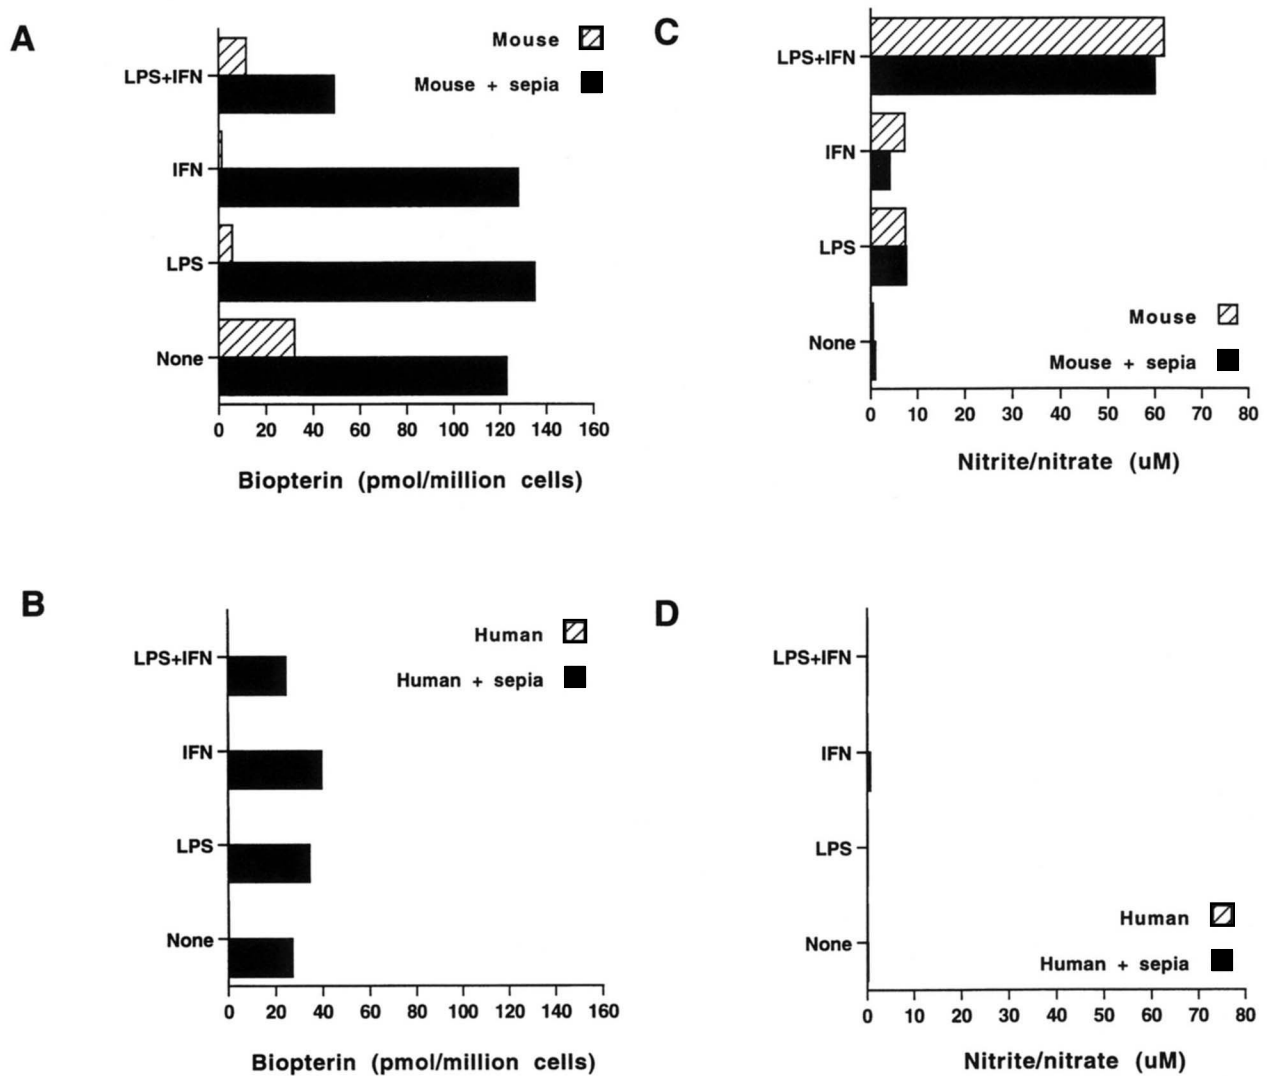 A
Mouse
Mouse + sepia
LPS+IFN
IFN
LPS
None
0 20 40 60 80 100 120 140 160
Biopterin (pmol/million cells)
C
LPS+IFN
IFN
LPS
None
Mouse
Mouse + sepia
0 10 20 30 40 50 60 70 80
Nitrite/nitrate (uM)
B
Human
Human + sepia
LPS+IFN
IFN
LPS
None
0 20 40 60 80 100 120 140 160
Biopterin (pmol/million cells)
D
LPS+IFN
IFN
LPS
None
Human
Human + sepia
0 10 20 30 40 50 60 70 80
Nitrite/nitrate (uM)